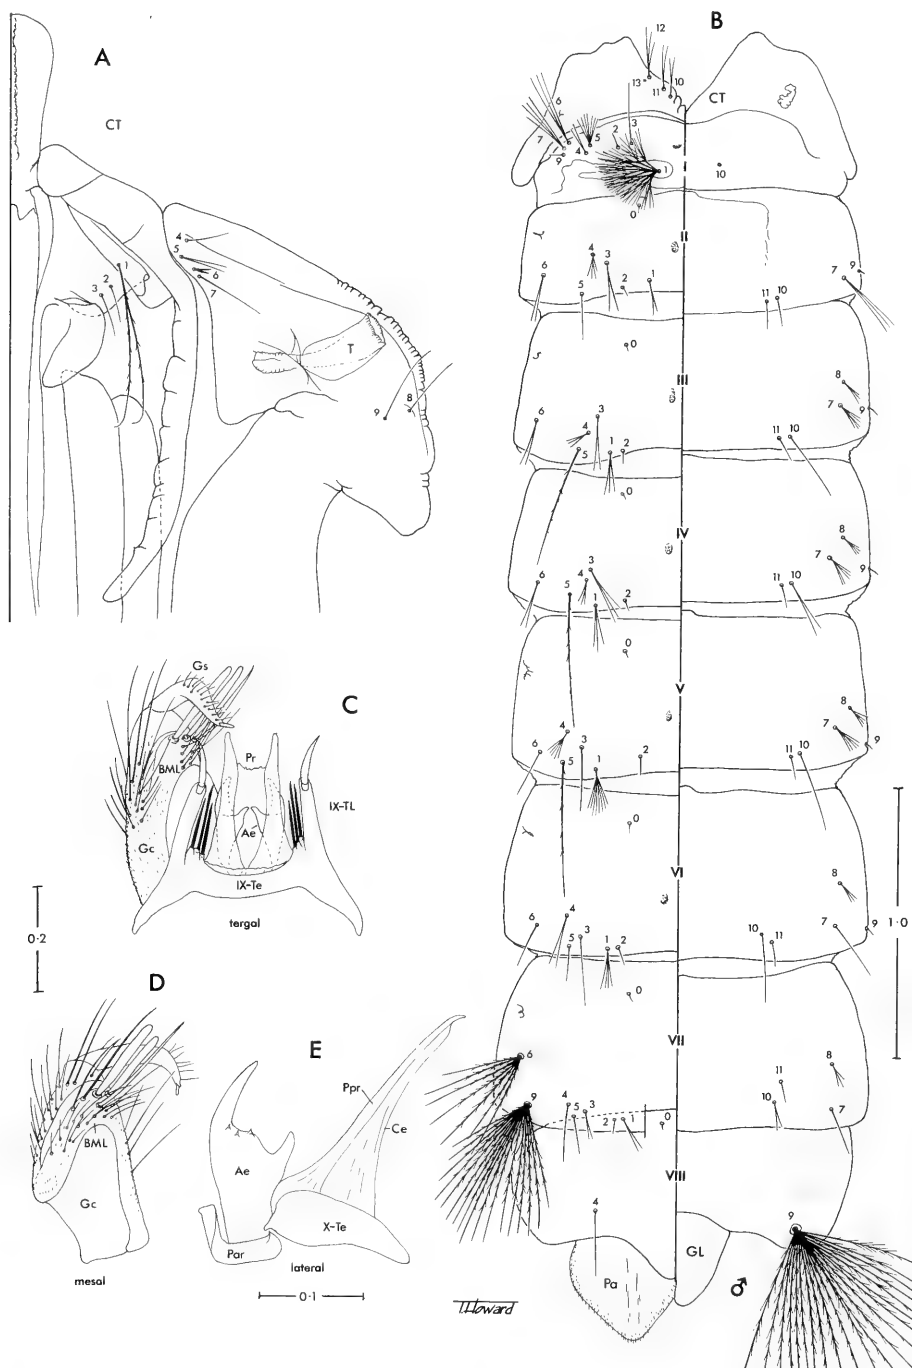 A
CT
1
2
3
4
5
6
7
T
8
9
B
12
13
11
10
CT
6
7
9
4
5
2
3
1
I
10
0
II
6
4
3
5
2
1
11
10
7
9
0
III
6
4
3
5
1
2
11
10
8
7
9
0
IV
6
5
4
3
1
2
11
10
8
7
9
0
V
6
4
5
3
1
2
11
10
8
7
9
0
VI
6
4
5
3
1
2
10
11
8
7
9
0
VII
6
9
4
5
3
2
1
0
11
10
8
7
VIII
4
9
Pa
GL
♂
1·0
C
Gs
BML
Gc
Pr
Ae
IX-TL
IX-Te
tergal
0·2
D
BML
Gc
mesal
E
Ppr
Ce
Ae
X-Te
Par
lateral
0·1
T.Howard